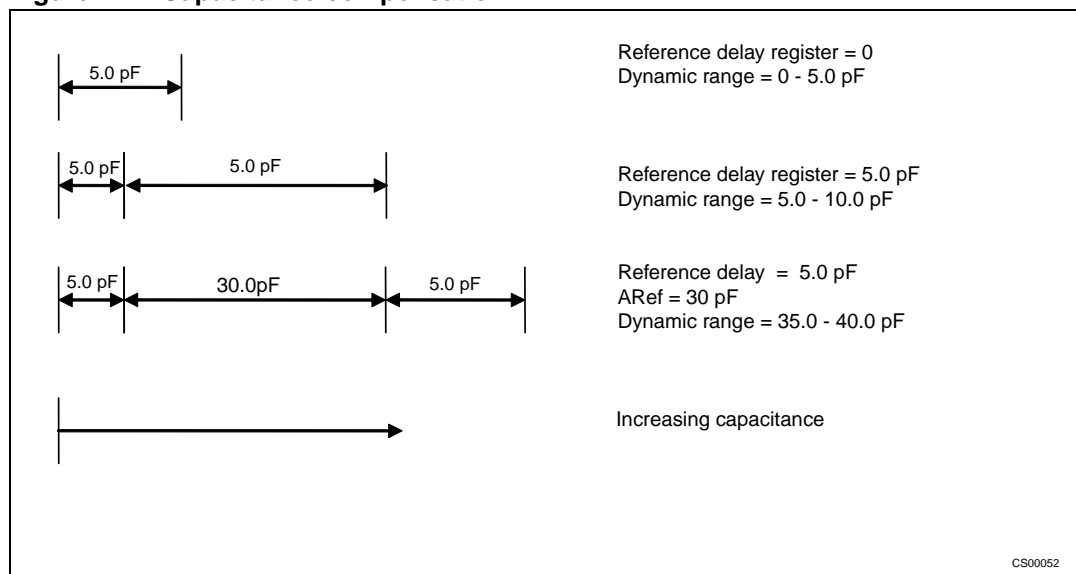 5.0 pF
Reference delay register = 0
Dynamic range = 0 - 5.0 pF
5.0 pF
5.0 pF
Reference delay register = 5.0 pF
Dynamic range = 5.0 - 10.0 pF
5.0 pF
30.0pF
5.0 pF
Reference delay = 5.0 pF
ARef = 30 pF
Dynamic range = 35.0 - 40.0 pF
Increasing capacitance
CS00052